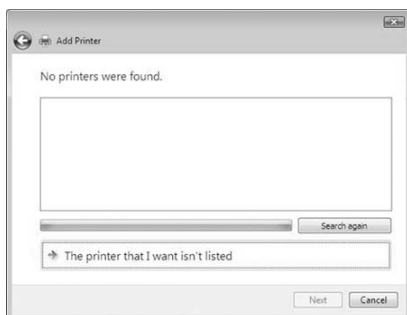 Add Printer
No printers were found.
Search again
The printer that I want isn't listed
Next
Cancel